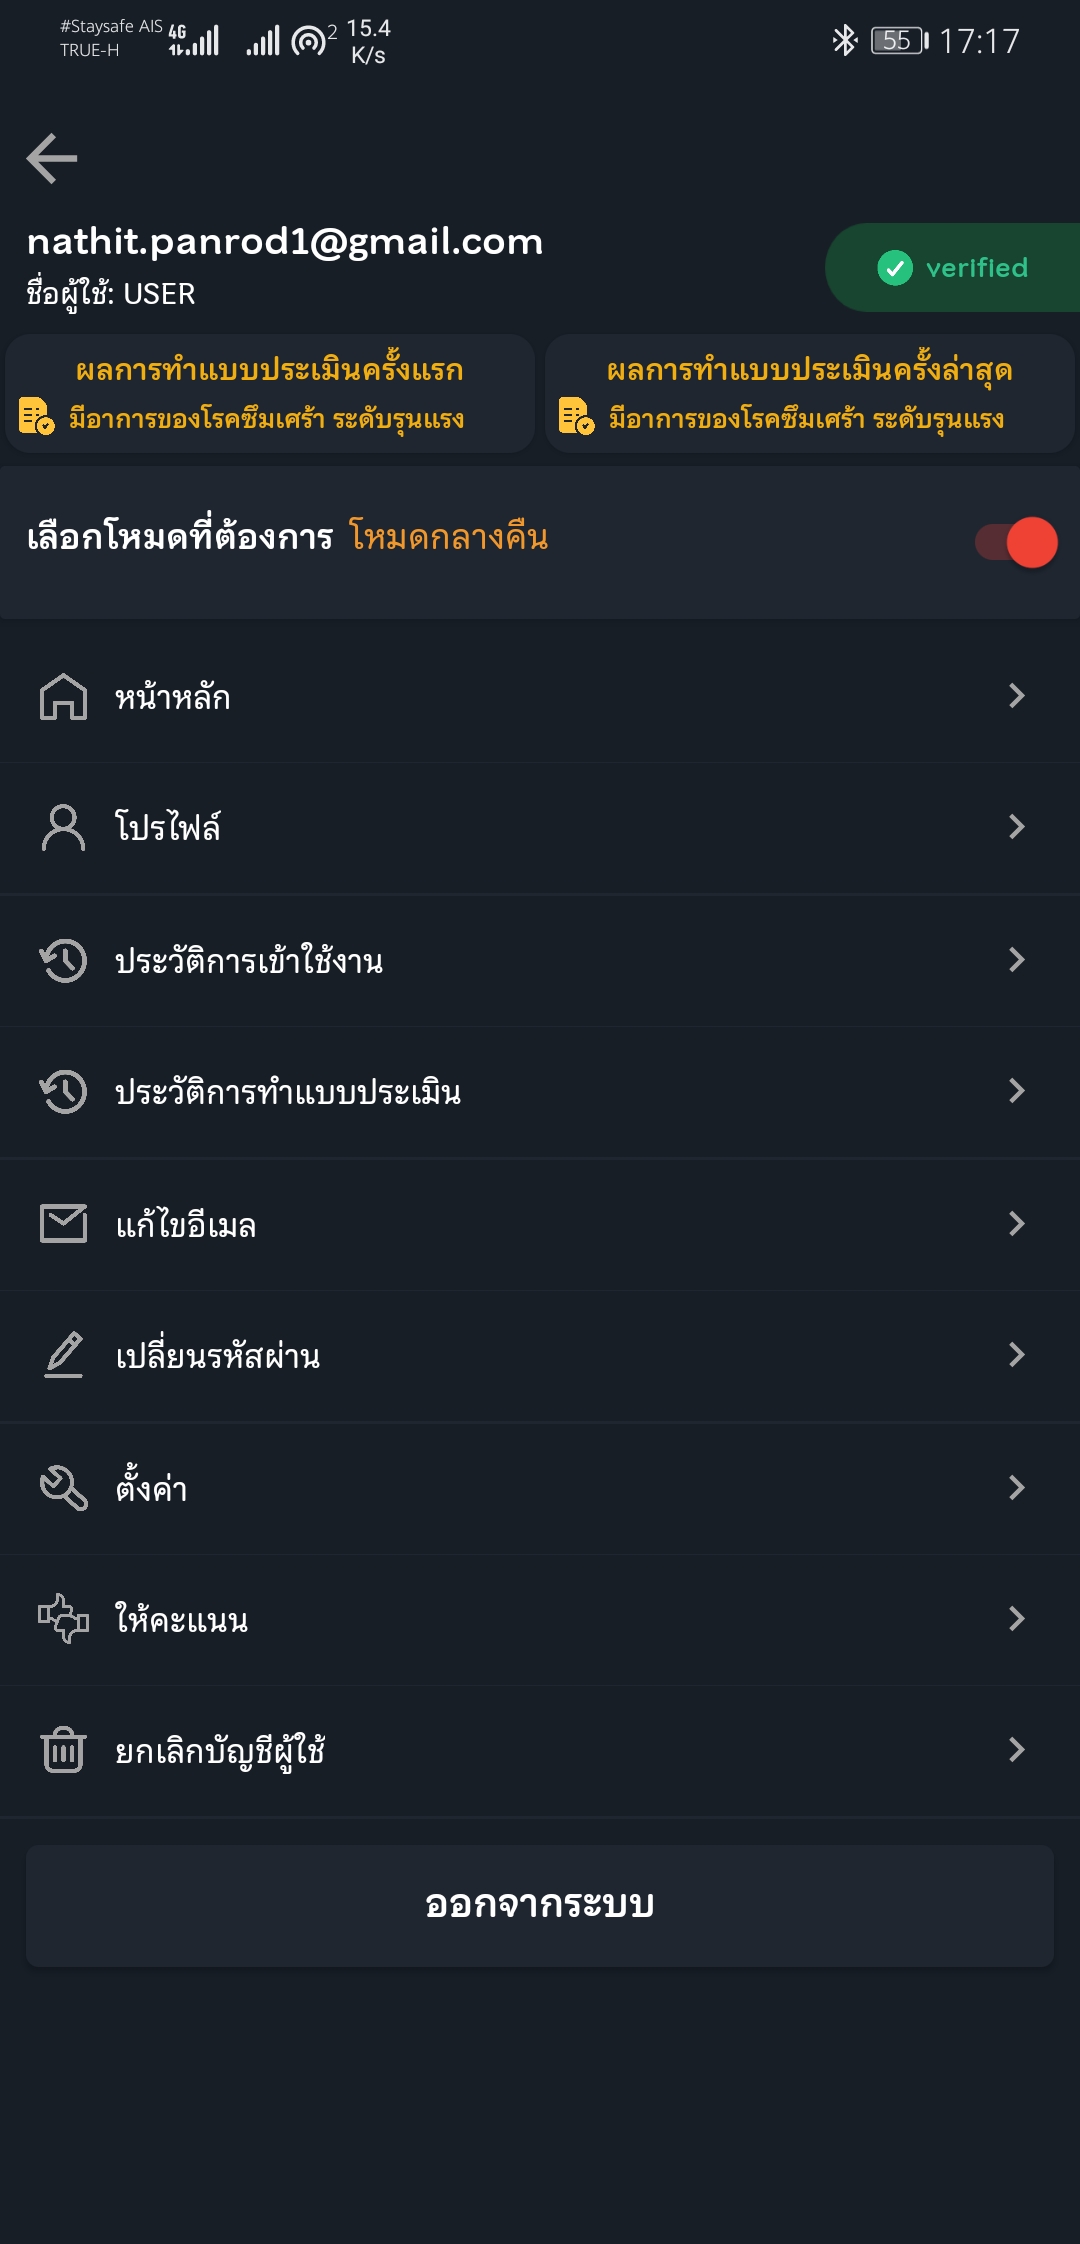 #Staysafe AIS
TRUE-H
4G
2
15.4
K/s
55
17:17
nathit.panrod1@gmail.com
ชื่อผู้ใช้: USER
verified
ผลการทำแบบประเมินครั้งแรก
มีอาการของโรคซึมเศร้า ระดับรุนแรง
ผลการทำแบบประเมินครั้งล่าสุด
มีอาการของโรคซึมเศร้า ระดับรุนแรง
เลือกโหมดที่ต้องการ โหมดกลางคืน
หน้าหลัก
โปรไฟล์
ประวัติการเข้าใช้งาน
ประวัติการทำแบบประเมิน
แก้ไขอีเมล
เปลี่ยนรหัสผ่าน
ตั้งค่า
ให้คะแนน
ยกเลิกบัญชีผู้ใช้
ออกจากระบบ